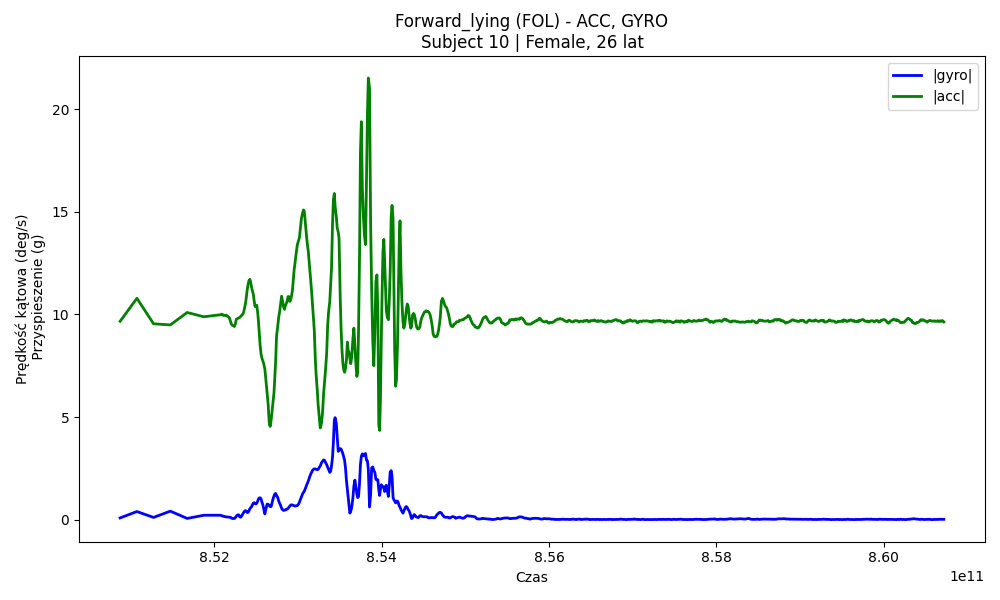 Forward_lying (FOL) - ACC, GYRO
Subject 10 | Female, 26 lat
|gyro|
|acc|
Prędkość kątowa (deg/s)
Przyspieszenie (g)
20
15
10
5
0
8.52
8.54
8.56
8.58
8.60
1e11
Czas